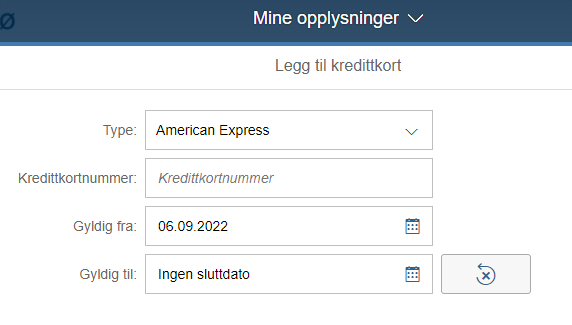 Ø
Mine opplysninger
Legg til kredittkort
Type: American Express
Kredittkortnummer: Kredittkortnummer
Gyldig fra: 06.09.2022
Gyldig til: Ingen sluttdato